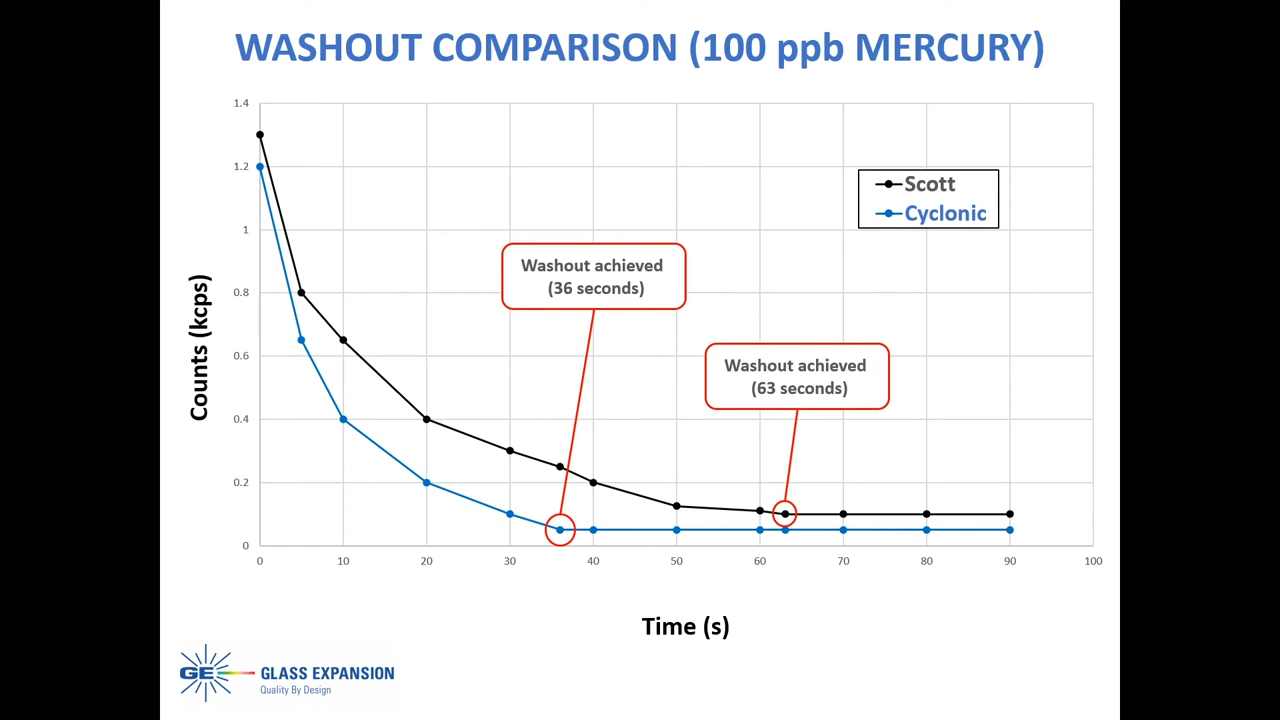 WASHOUT COMPARISON (100 ppb MERCURY)
1.4
1.2
1
0.8
0.6
0.4
0.2
0
Counts (kcps)
Scott
Cyclonic
Washout achieved
(36 seconds)
Washout achieved
(63 seconds)
0
10
20
30
40
50
60
70
80
90
100
Time (s)
GE
GLASS EXPANSION
Quality By Design